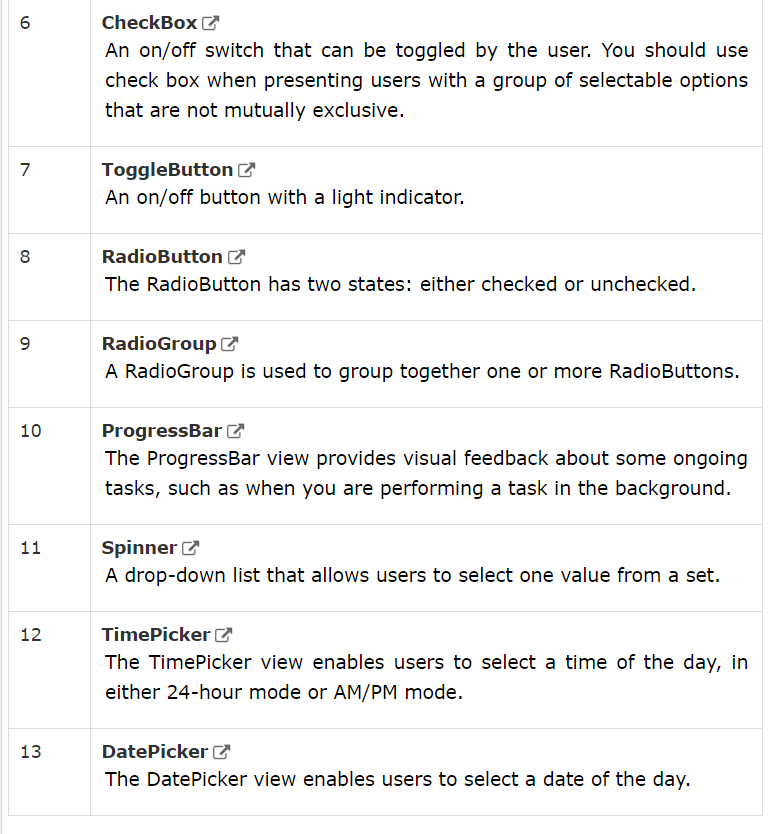 6 CheckBox
An on/off switch that can be toggled by the user. You should use
check box when presenting users with a group of selectable options
that are not mutually exclusive.
7 ToggleButton
An on/off button with a light indicator.
8 RadioButton
The RadioButton has two states: either checked or unchecked.
9 RadioGroup
A RadioGroup is used to group together one or more RadioButtons.
10 ProgressBar
The ProgressBar view provides visual feedback about some ongoing
tasks, such as when you are performing a task in the background.
11 Spinner
A drop-down list that allows users to select one value from a set.
12 TimePicker
The TimePicker view enables users to select a time of the day, in
either 24-hour mode or AM/PM mode.
13 DatePicker
The DatePicker view enables users to select a date of the day.